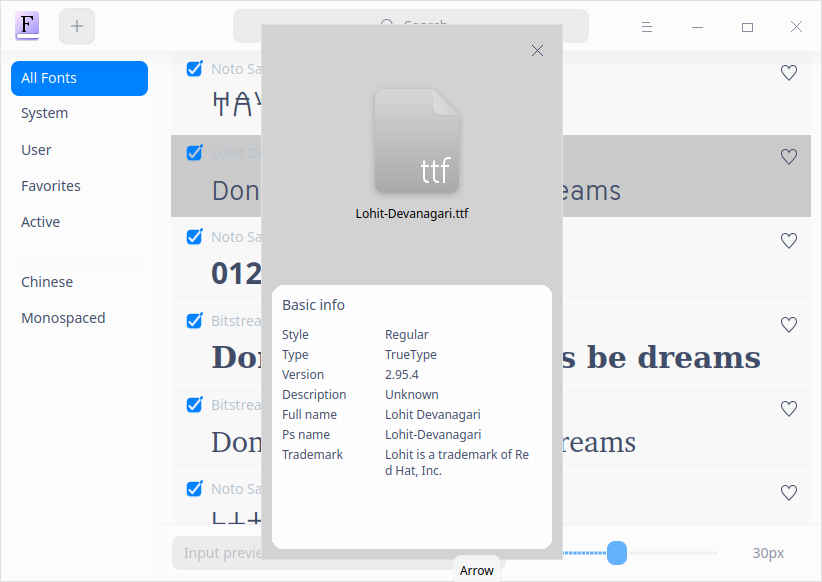 F
Search
All Fonts
System
User
Favorites
Active
Chinese
Monospaced
Noto Sa
Lohit De
Don
eams
Noto Sa
012
Bitstrea
Don
s be dreams
Bitstrea
Don
reams
Noto Sa
ttf
Lohit-Devanagari.ttf
Basic info
Style Regular
Type TrueType
Version 2.95.4
Description Unknown
Full name Lohit Devanagari
Ps name Lohit-Devanagari
Trademark Lohit is a trademark of Re
d Hat, Inc.
Input previe
30px
Arrow